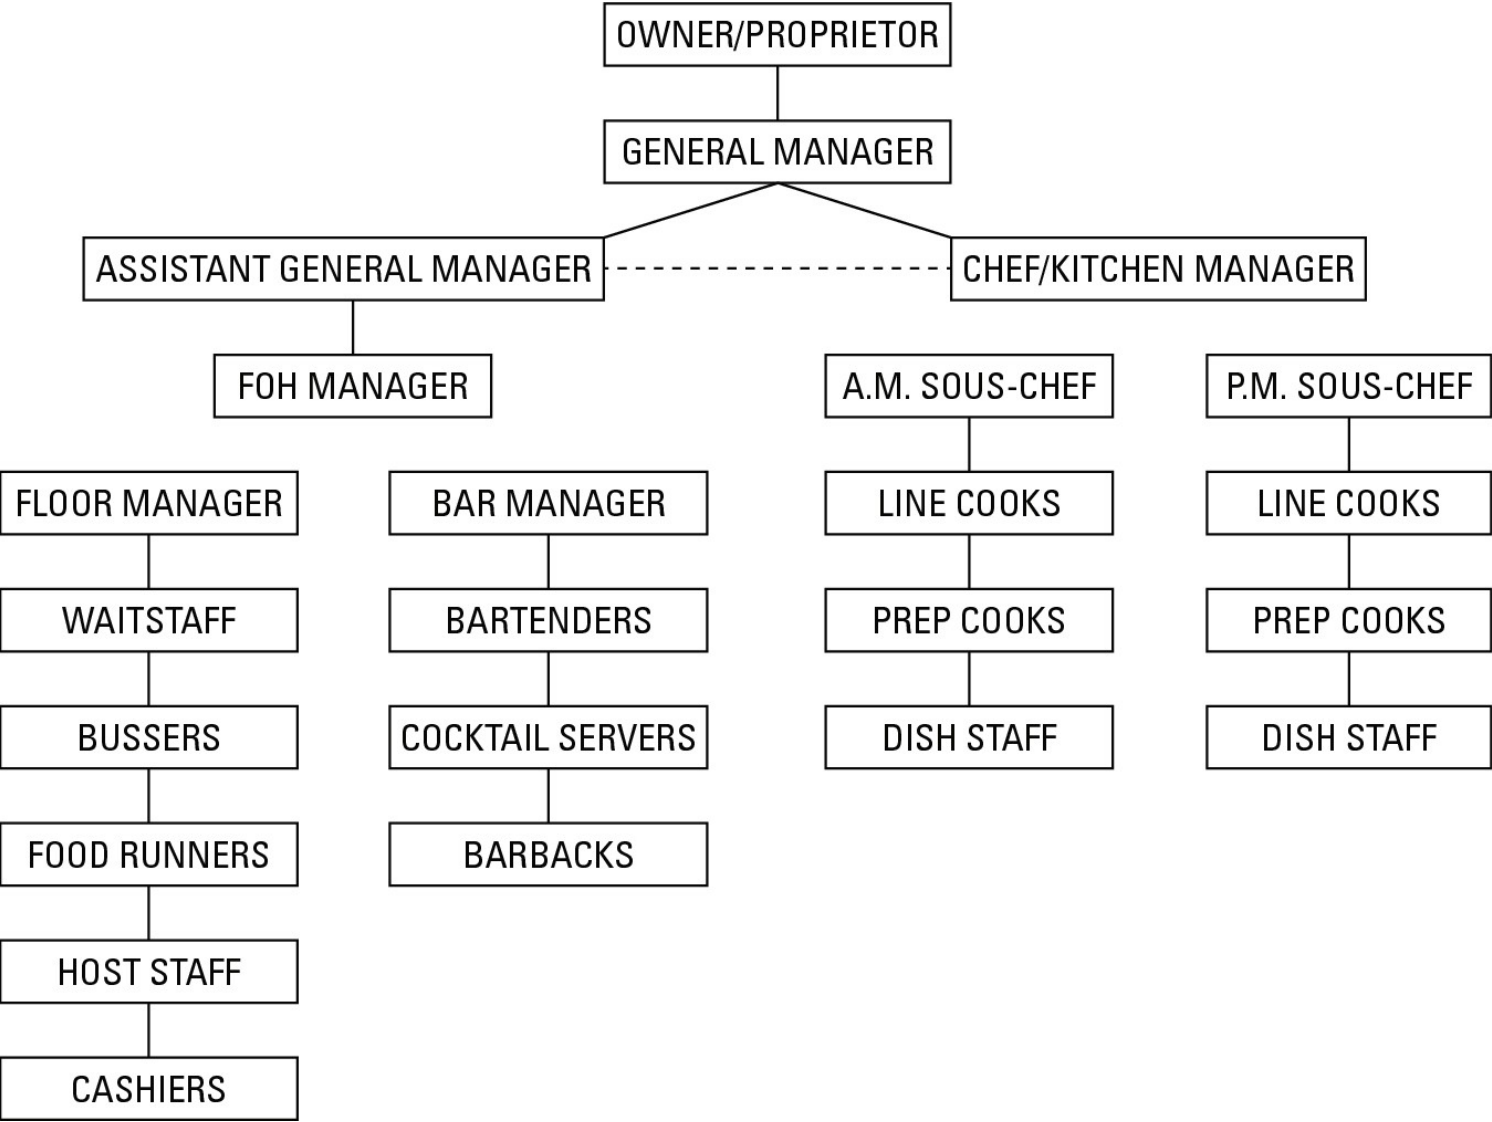 OWNER/PROPRIETOR
GENERAL MANAGER
ASSISTANT GENERAL MANAGER
CHEF/KITCHEN MANAGER
FOH MANAGER
A.M. SOUS-CHEF
P.M. SOUS-CHEF
FLOOR MANAGER
BAR MANAGER
LINE COOKS
LINE COOKS
WAITSTAFF
BARTENDERS
PREP COOKS
PREP COOKS
BUSSERS
COCKTAIL SERVERS
DISH STAFF
DISH STAFF
FOOD RUNNERS
BARBACKS
HOST STAFF
CASHIERS